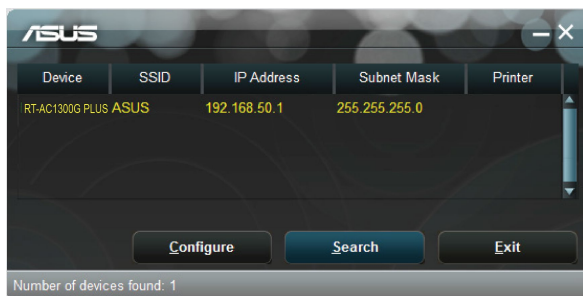 ASUS
Device SSID IP Address Subnet Mask Printer
RT-AC1300G PLUS ASUS 192.168.50.1 255.255.255.0
Configure Search Exit
Number of devices found: 1